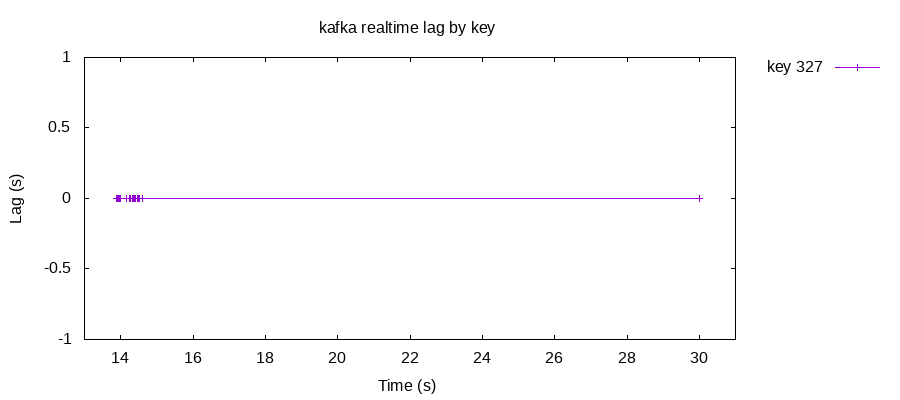 kafka realtime lag by key
key 327
1
0.5
0
-0.5
-1
Lag (s)
14 16 18 20 22 24 26 28 30
Time (s)